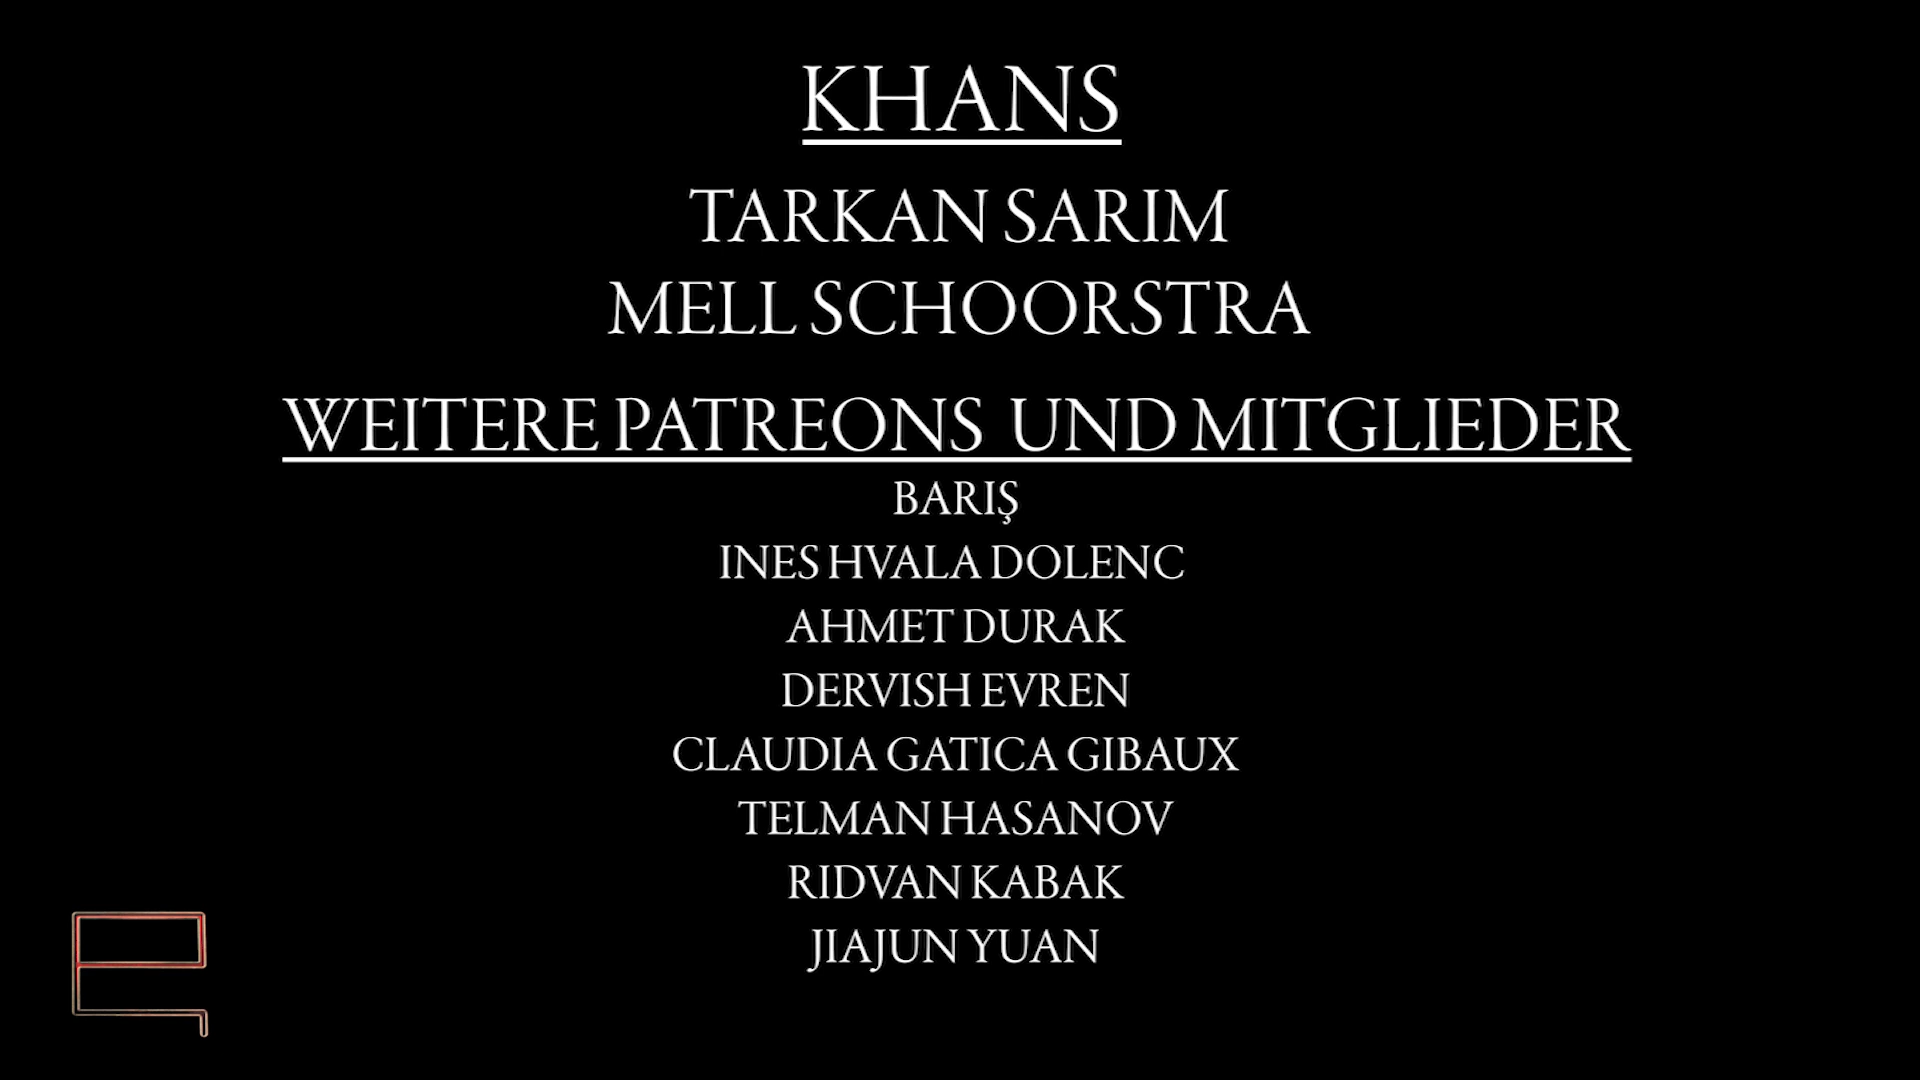 KHANS
TARKAN SARIM
MELL SCHOORSTRA
WEITERE PATREONS UND MITGLIEDER
BARIŞ
INES HVALA DOLENC
AHMET DURAK
DERVISH EVREN
CLAUDIA GATICA GIBAUX
TELMAN HASANOV
RIDVAN KABAK
JIAJUN YUAN